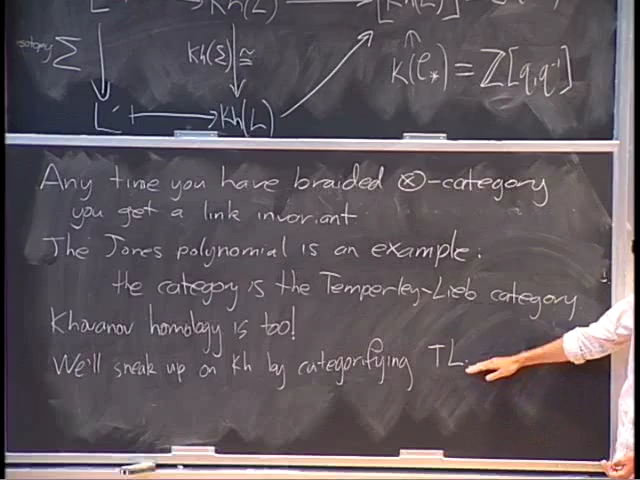 isotopy Σ Kh(Σ) ≅ K(C*) = Z[q,q⁻¹]
L' ↦ Kh(L')
Any time you have braided ⊗-category
you get a link invariant
The Jones polynomial is an example:
the category is the Temperley-Lieb category
Khovanov homology is too!
We'll sneak up on Kh by categorifying TL.